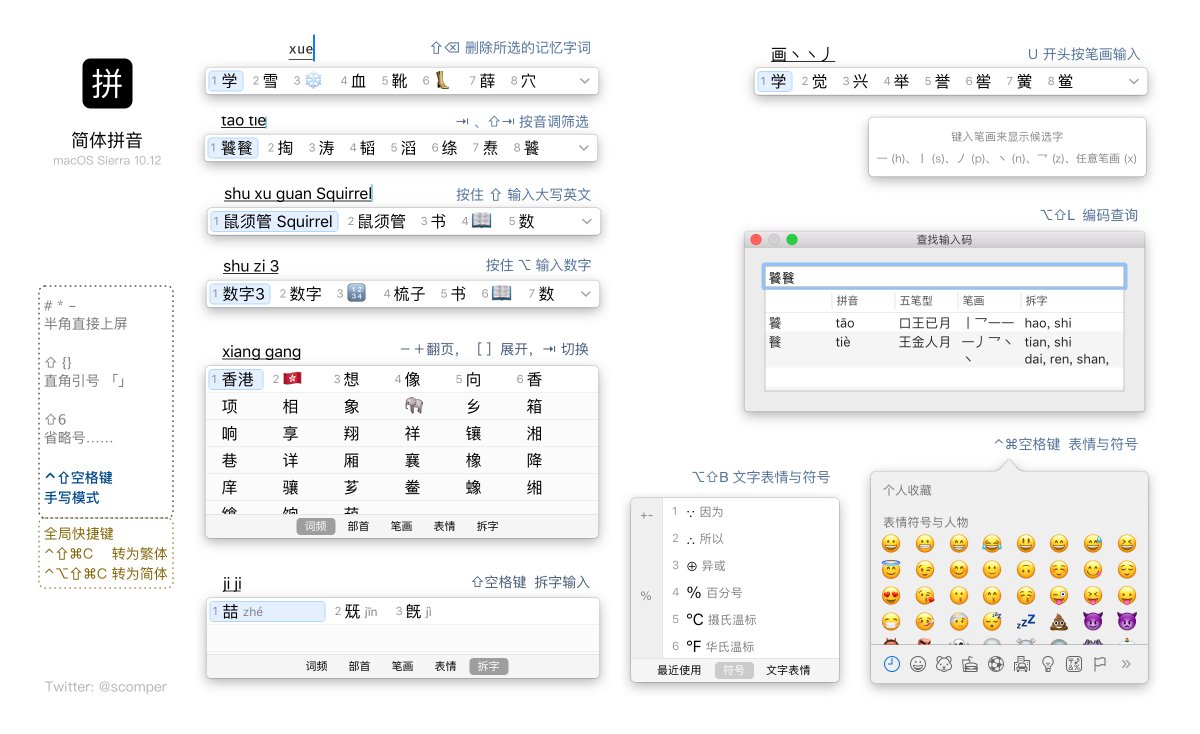 拼
简体拼音
macOS Sierra 10.12
# * –
半角直接上屏
⇧ {}
直角引号 「」
⇧6
省略号……
^⇧空格键
手写模式
全局快捷键
^⇧⌘C 转为繁体
^⌥⇧⌘C 转为简体
Twitter: @scomper
xue
⇧⌫ 删除所选的记忆字词
1 学 2 雪 3 ❄️ 4 血 5 靴 6 👢 7 薛 8 穴
tao tie
⇥ 、⇧⇥ 按音调筛选
1 饕餮 2 掏 3 涛 4 韬 5 滔 6 绦 7 焘 8 饕
shu xu guan Squirrel
按住 ⇧ 输入大写英文
1 鼠须管 Squirrel 2 鼠须管 3 书 4 📖 5 数
shu zi 3
按住 ⌥ 输入数字
1 数字3 2 数字 3 🔢 4 梳子 5 书 6 📖 7 数
xiang gang
－＋翻页， [ ] 展开，⇥ 切换
1 香港 2 🇭🇰 3 想 4 像 5 向 6 香
项 相 象 🐘 乡 箱
响 享 翔 祥 镶 湘
巷 详 厢 襄 橡 降
庠 骧 芗 鲞 蟓 缃
词频 部首 笔画 表情 拆字
ji ji
⇧空格键 拆字输入
1 喆 zhé 2 兓 jīn 3 旣 jì
词频 部首 笔画 表情 拆字
画丶丶丿
U 开头按笔画输入
1 学 2 觉 3 兴 4 举 5 誉 6 喾 7 黉 8 鲎
键入笔画来显示候选字
一 (h)、丨 (s)、丿 (p)、丶 (n)、乛 (z)、任意笔画 (x)
⌥⇧L 编码查询
查找输入码
饕餮
拼音 五笔型 笔画 拆字
饕 tāo 口王已月 丨乛一一 hao, shi
餮 tiè 王金人月 一丿乛丶丶 tian, shi
dai, ren, shan,
⌥⇧B 文字表情与符号
+-
%
1 ∵ 因为
2 ∴ 所以
3 ⊕ 异或
4 % 百分号
5 ℃ 摄氏温标
6 ℉ 华氏温标
最近使用 符号 文字表情
^⌘空格键 表情与符号
个人收藏
表情符号与人物